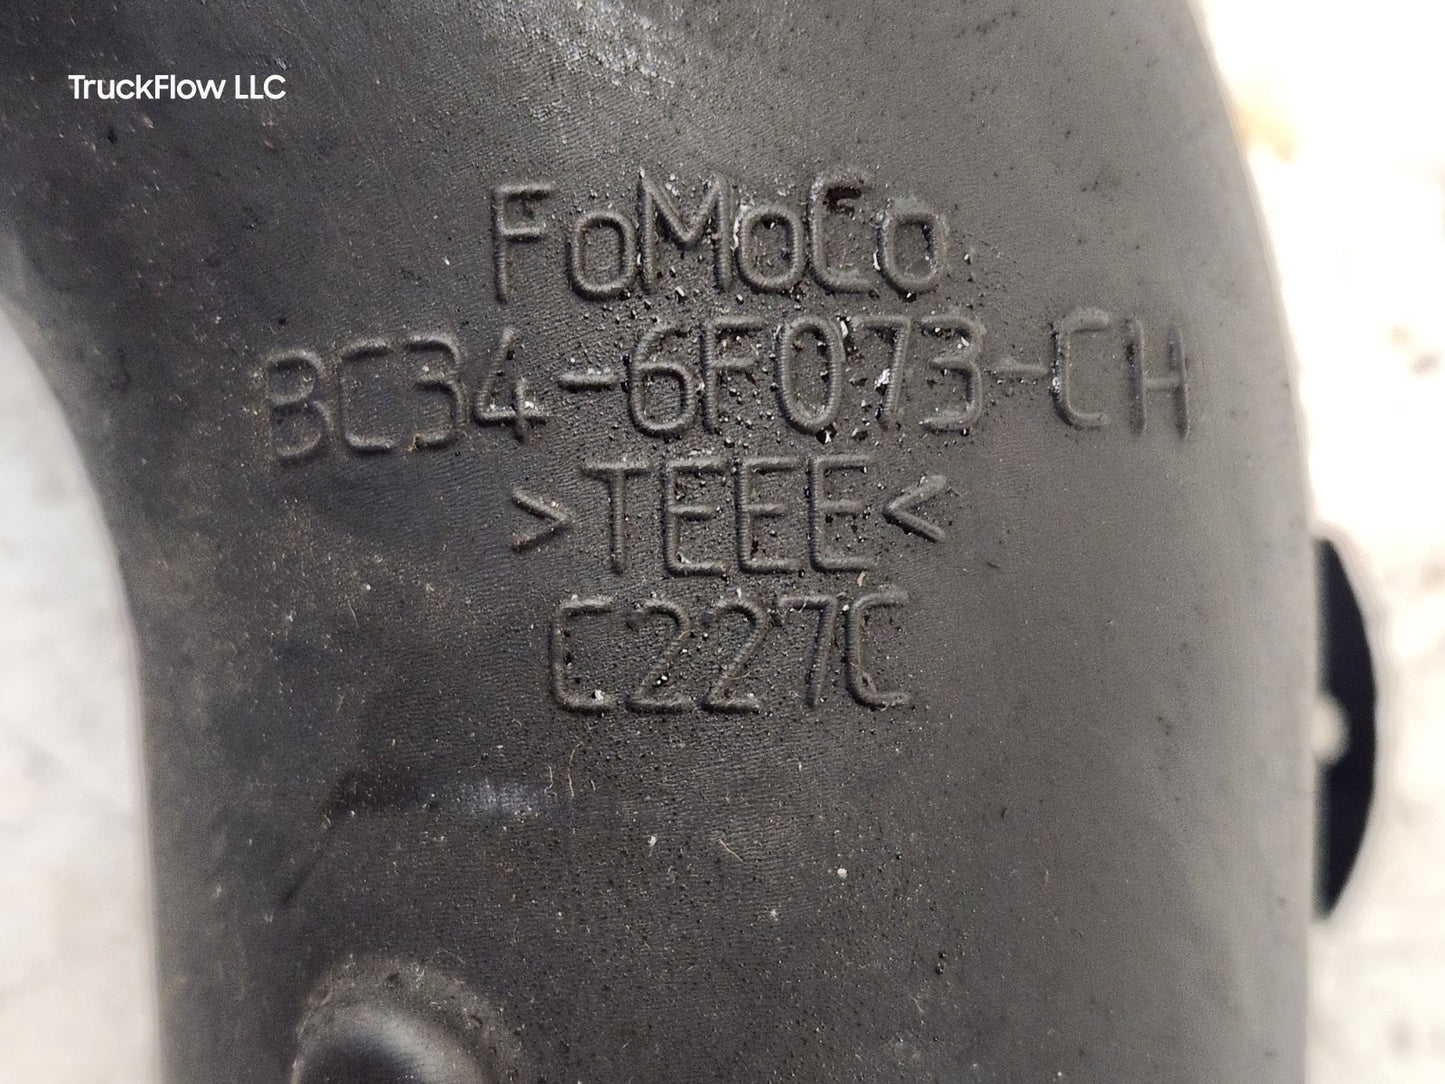 TruckFlow LLC
FoMoCo
BC34-6F073-CH
>TEEE<
C227C